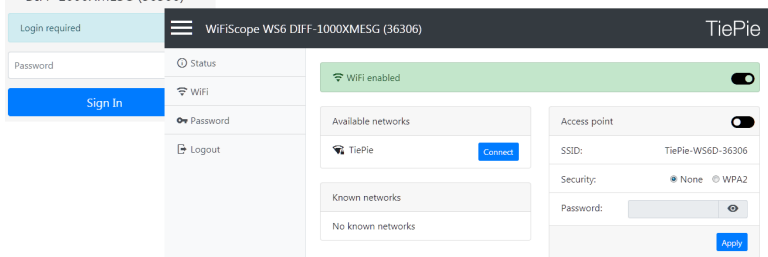 Login required
Password
Sign In
WiFiScope WS6 DIFF-1000XMESG (36306)
TiePie
Status
WiFi
Password
Logout
WiFi enabled
Available networks
TiePie
Connect
Known networks
No known networks
Access point
SSID: TiePie-WS6D-36306
Security: None WPA2
Password:
Apply